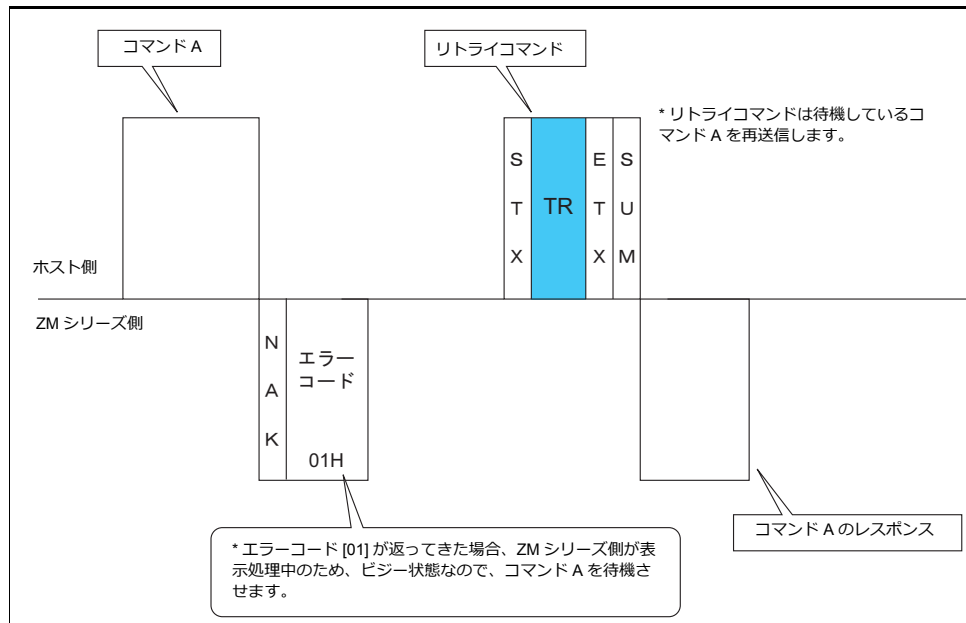 コマンド A
リトライコマンド
* リトライコマンドは待機しているコ
マンド A を再送信します。
S
T
X
TR
E
T
X
S
U
M
ホスト側
ZM シリーズ側
N
A
K
エラー
コード
01H
コマンド A のレスポンス
* エラーコード [01] が返ってきた場合、ZM シリーズ側が表
示処理中のため、ビジー状態なので、コマンド A を待機さ
せます。